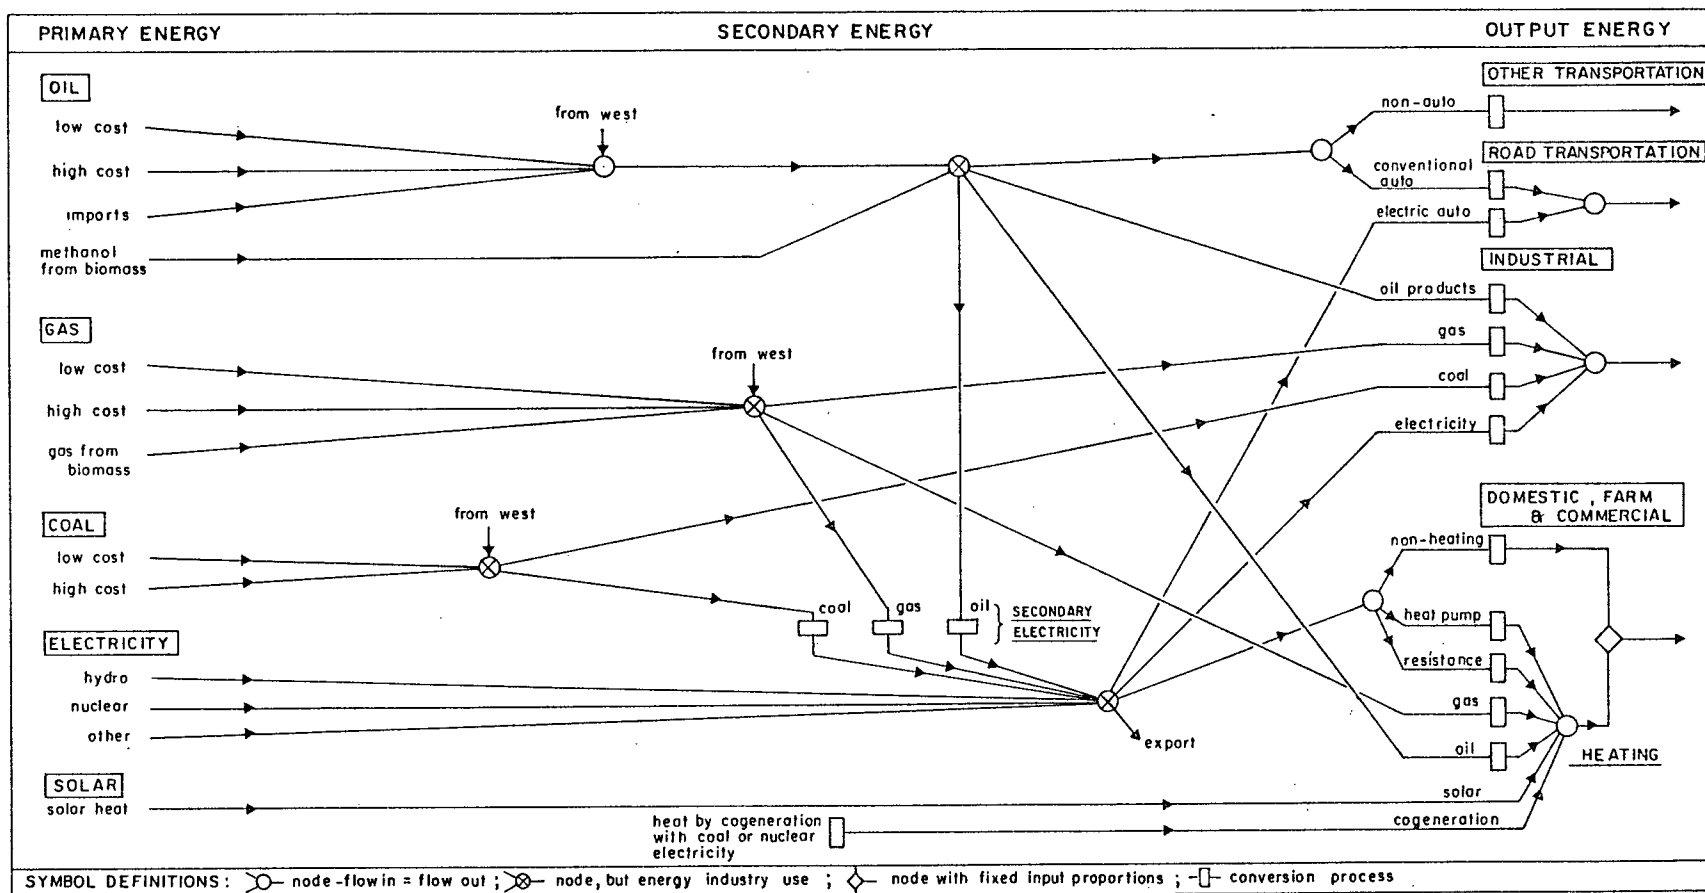 PRIMARY ENERGY SECONDARY ENERGY OUTPUT ENERGY
OIL
low cost
high cost
imports
methanol
from biomass
from west
GAS
low cost
high cost
gas from
biomass
from west
COAL
low cost
high cost
from west
coal gas oil
SECONDARY
ELECTRICITY
ELECTRICITY
hydro
nuclear
other
export
SOLAR
solar heat
heat by cogeneration
with coal or nuclear
electricity
OTHER TRANSPORTATION
non-auto
ROAD TRANSPORTATION
conventional
auto
electric auto
INDUSTRIAL
oil products
gas
coal
electricity
DOMESTIC, FARM
& COMMERCIAL
non-heating
heat pump
resistance
gas
oil
HEATING
solar
cogeneration
SYMBOL DEFINITIONS: node-flow in = flow out ; node, but energy industry use ; node with fixed input proportions ; conversion process